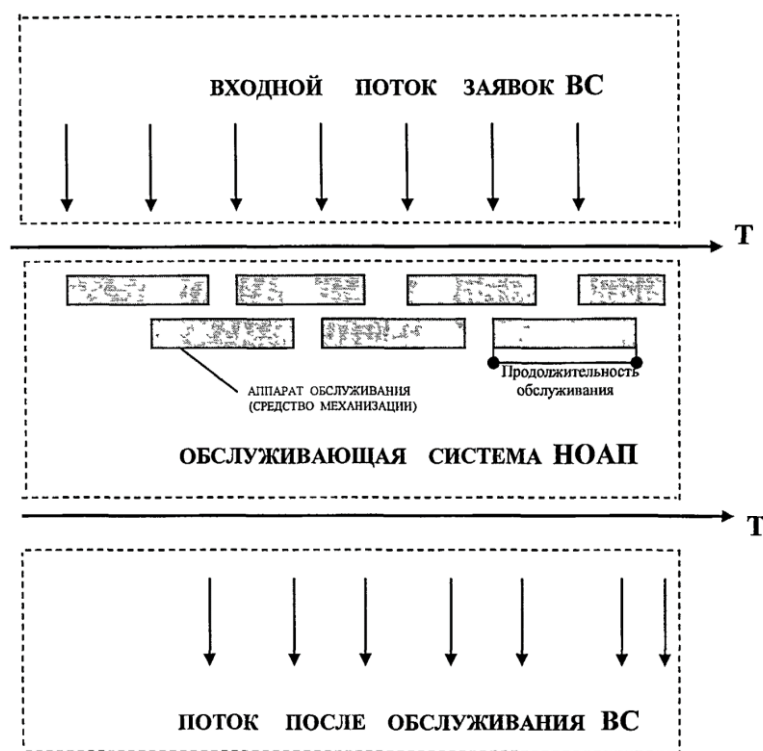 ВХОДНОЙ ПОТОК ЗАЯВОК ВС
Т
Продолжительность
обслуживания
АППАРАТ ОБСЛУЖИВАНИЯ
(СРЕДСТВО МЕХАНИЗАЦИИ)
ОБСЛУЖИВАЮЩАЯ СИСТЕМА НОАП
Т
ПОТОК ПОСЛЕ ОБСЛУЖИВАНИЯ ВС